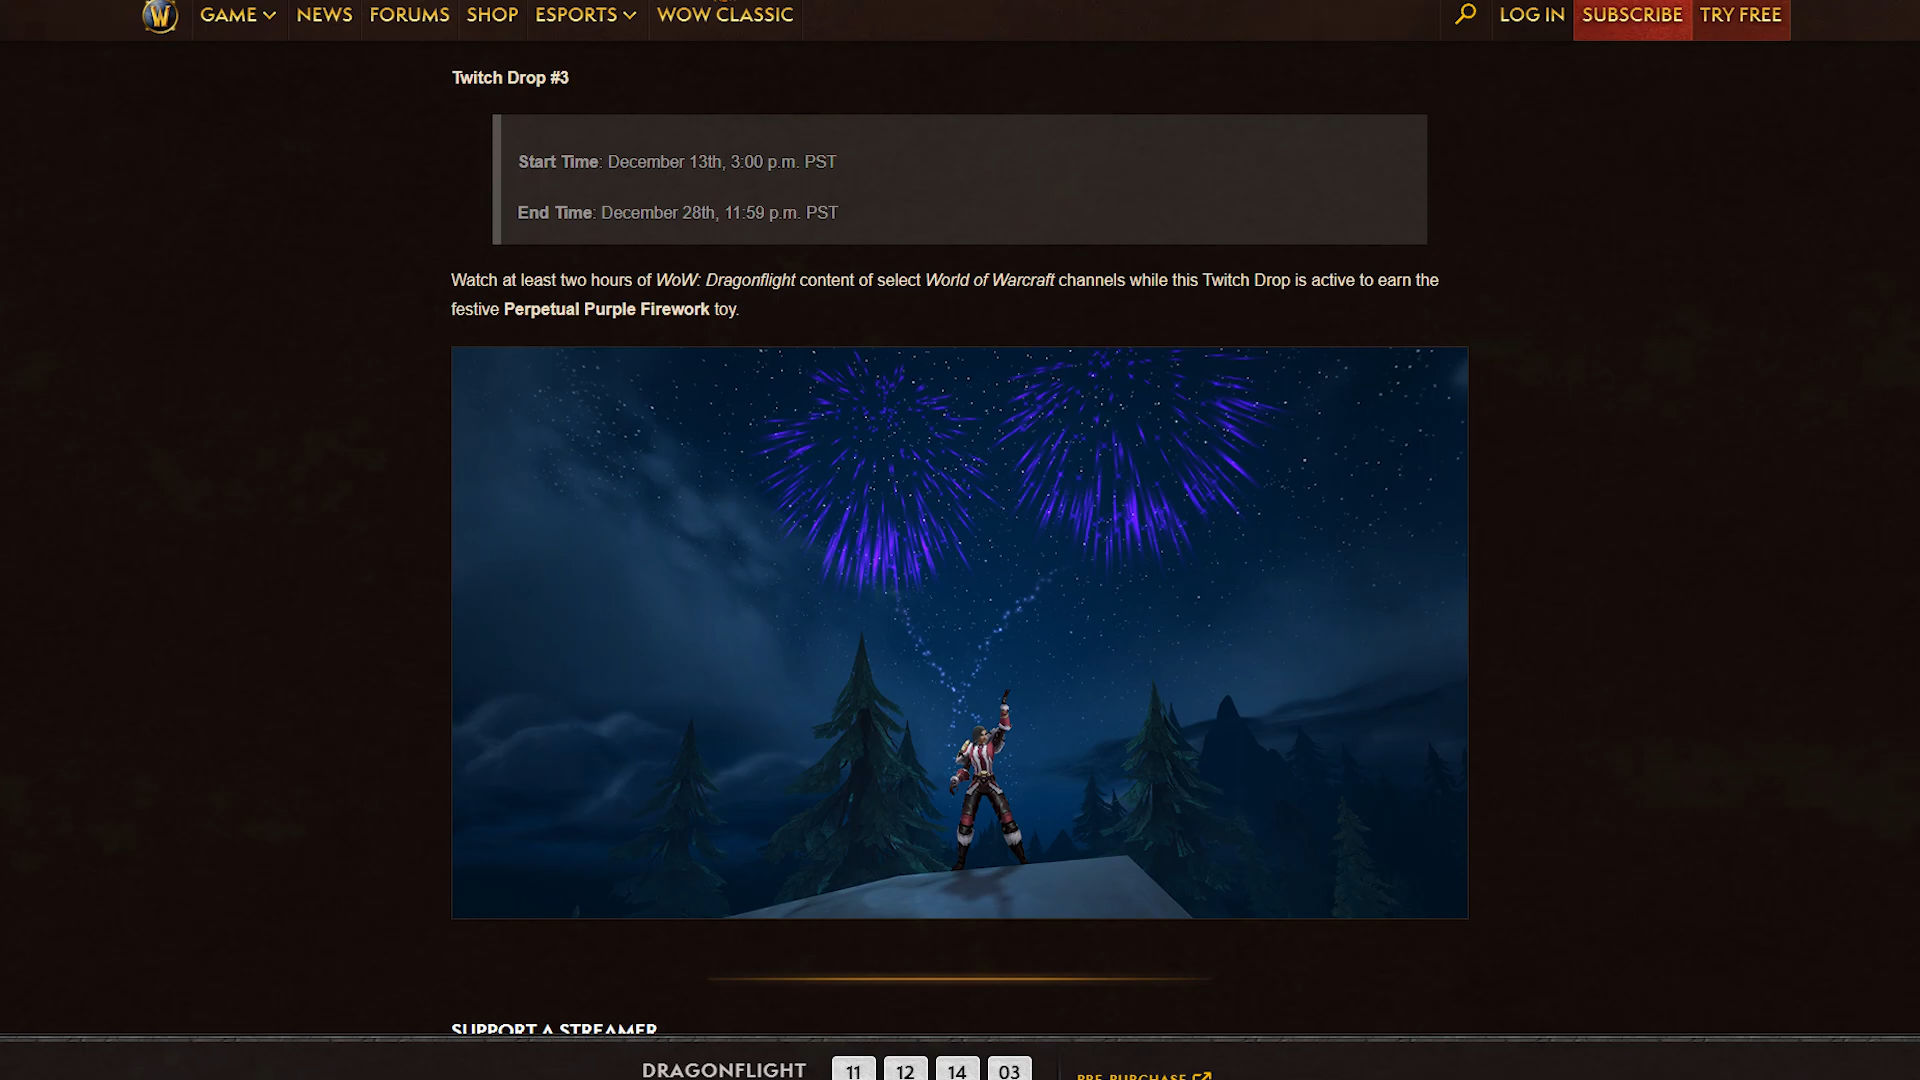 GAME NEWS FORUMS SHOP ESPORTS WOW CLASSIC LOG IN SUBSCRIBE TRY FREE
Twitch Drop #3
Start Time: December 13th, 3:00 p.m. PST
End Time: December 28th, 11:59 p.m. PST
Watch at least two hours of WoW: Dragonflight content of select World of Warcraft channels while this Twitch Drop is active to earn the
festive Perpetual Purple Firework toy.
SUPPORT A STREAMER
DRAGONFLIGHT 11 12 14 03 PRE-PURCHASE